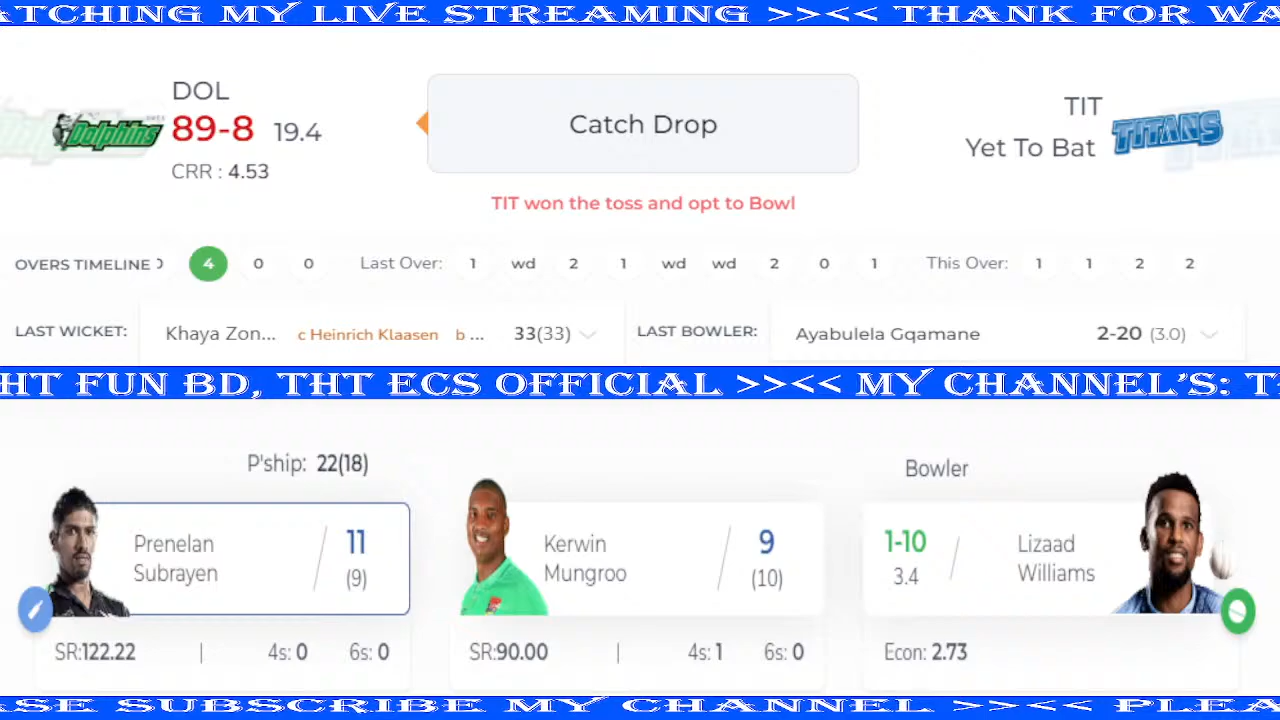 ATCHING MY LIVE STREAMING >><< THANK FOR WA
DOL
89-8 19.4
CRR : 4.53
Dolphins
Catch Drop
TIT won the toss and opt to Bowl
TIT
Yet To Bat
TITANS
OVERS TIMELINE 4 0 0 Last Over: 1 wd 2 1 wd wd 2 0 1 This Over: 1 1 2 2
LAST WICKET: Khaya Zon... c Heinrich Klaasen b ... 33(33) LAST BOWLER: Ayabulela Gqamane 2-20 (3.0)
HT FUN BD, THT ECS OFFICIAL >><< MY CHANNEL'S: T
P'ship: 22(18)
Bowler
Prenelan Subrayen 11 (9)
Kerwin Mungroo 9 (10)
1-10 3.4 Lizaad Williams
SR:122.22 | 4s: 0 6s: 0
SR:90.00 | 4s: 1 6s: 0
Econ: 2.73
ASE SUBSCRIBE MY CHANNEL >><< PLEA